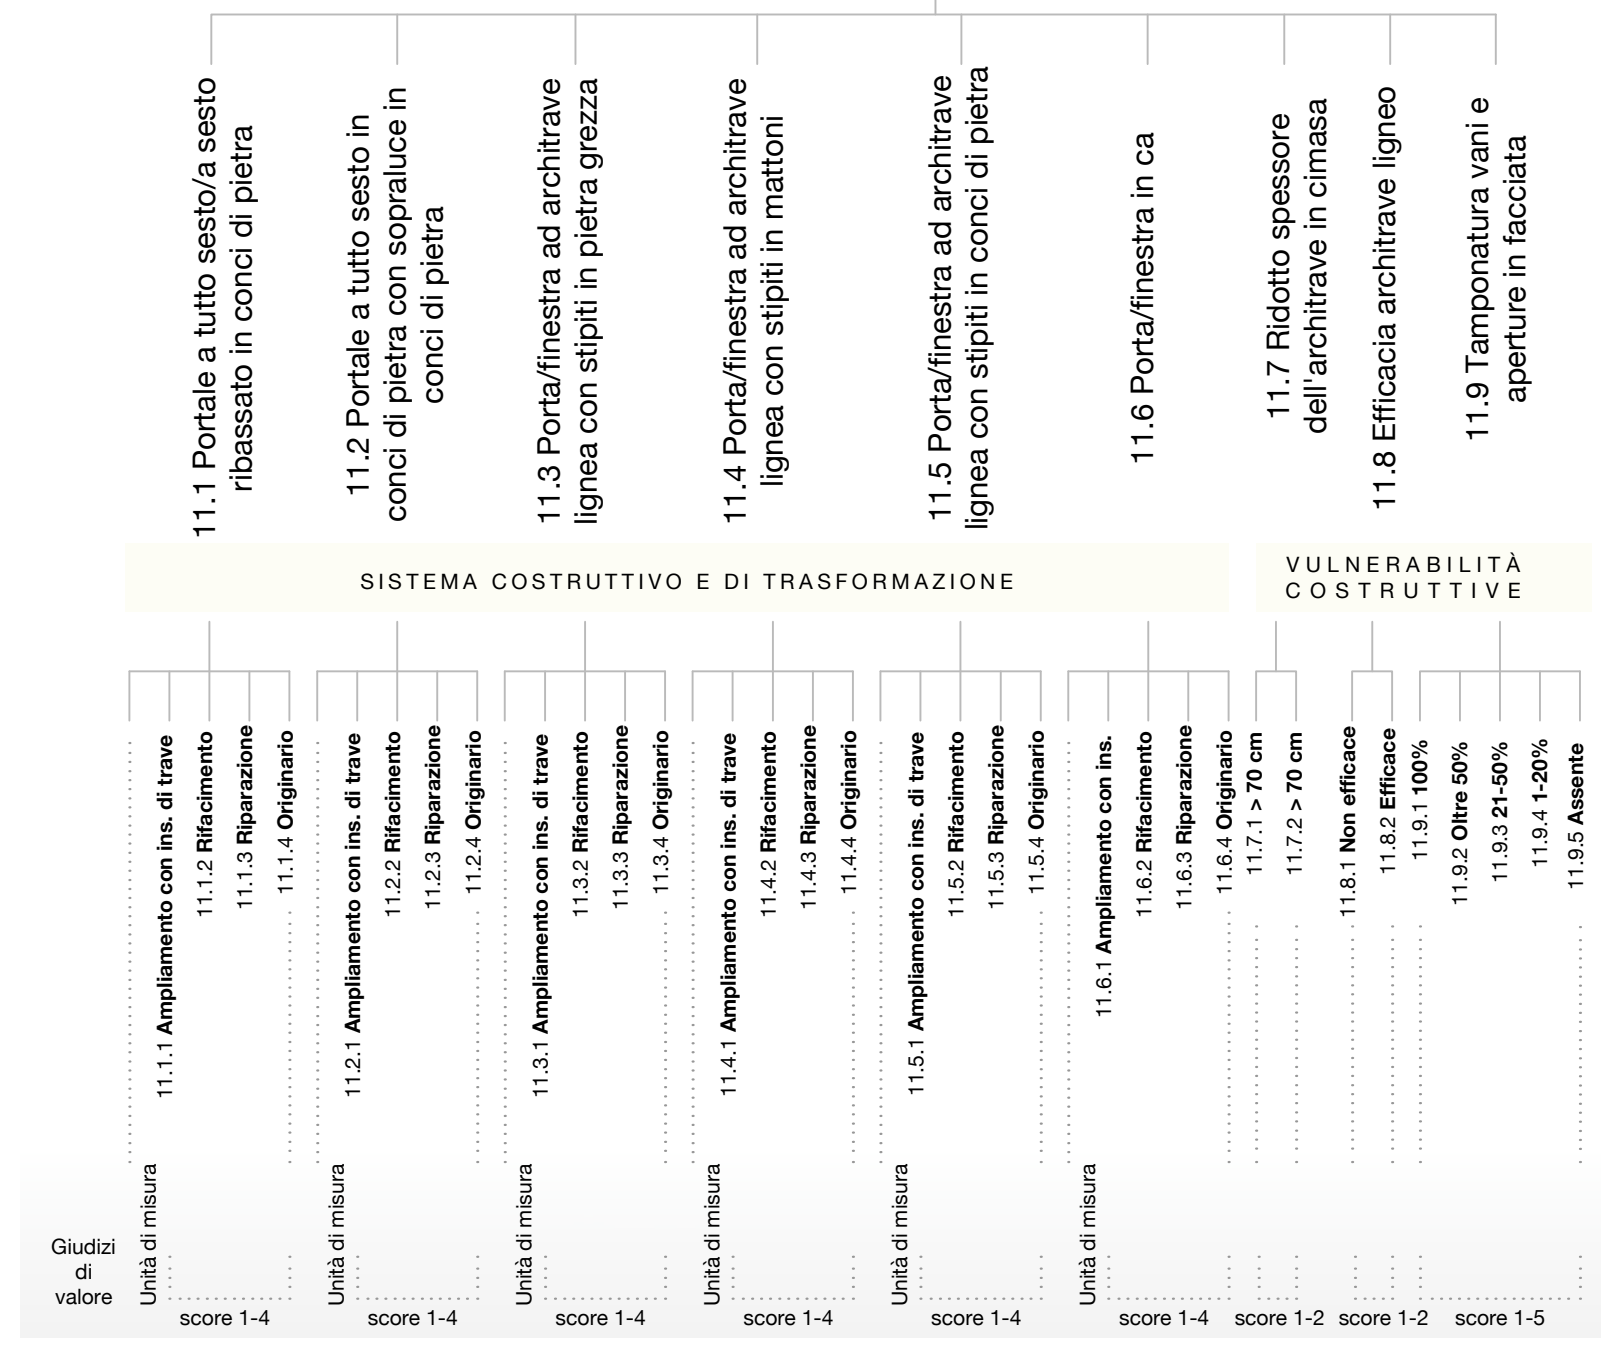 11.1 Portale a tutto sesto/a sesto
ribassato in conci di pietra
11.2 Portale a tutto sesto in
conci di pietra con sopraluce in
conci di pietra
11.3 Porta/finestra ad architrave
lignea con stipiti in pietra grezza
11.4 Porta/finestra ad architrave
lignea con stipiti in mattoni
11.5 Porta/finestra ad architrave
lignea con stipiti in conci di pietra
11.6 Porta/finestra in ca
11.7 Ridotto spessore
dell'architrave in cimasa
11.8 Efficacia architrave ligneo
11.9 Tamponatura vani e
aperture in facciata
SISTEMA COSTRUTTIVO E DI TRASFORMAZIONE
VULNERABILITÀ
COSTRUTTIVE
11.1.1 Ampliamento con ins. di trave
11.1.2 Rifacimento
11.1.3 Riparazione
11.1.4 Originario
11.2.1 Ampliamento con ins. di trave
11.2.2 Rifacimento
11.2.3 Riparazione
11.2.4 Originario
11.3.1 Ampliamento con ins. di trave
11.3.2 Rifacimento
11.3.3 Riparazione
11.3.4 Originario
11.4.1 Ampliamento con ins. di trave
11.4.2 Rifacimento
11.4.3 Riparazione
11.4.4 Originario
11.5.1 Ampliamento con ins. di trave
11.5.2 Rifacimento
11.5.3 Riparazione
11.5.4 Originario
11.6.1 Ampliamento con ins.
11.6.2 Rifacimento
11.6.3 Riparazione
11.6.4 Originario
11.7.1 > 70 cm
11.7.2 > 70 cm
11.8.1 Non efficace
11.8.2 Efficace
11.9.1 100%
11.9.2 Oltre 50%
11.9.3 21-50%
11.9.4 1-20%
11.9.5 Assente
Giudizi
di
valore
Unità di misura
Unità di misura
Unità di misura
Unità di misura
Unità di misura
Unità di misura
score 1-4
score 1-4
score 1-4
score 1-4
score 1-4
score 1-4
score 1-2
score 1-2
score 1-5